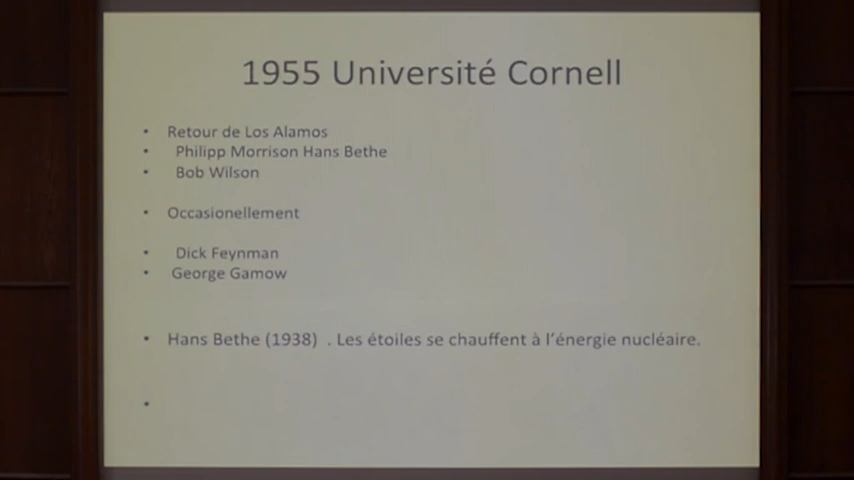 1955 Université Cornell
• Retour de Los Alamos
• Philipp Morrison Hans Bethe
• Bob Wilson
• Occasionellement
• Dick Feynman
• George Gamow
• Hans Bethe (1938) . Les étoiles se chauffent à l'énergie nucléaire.
•